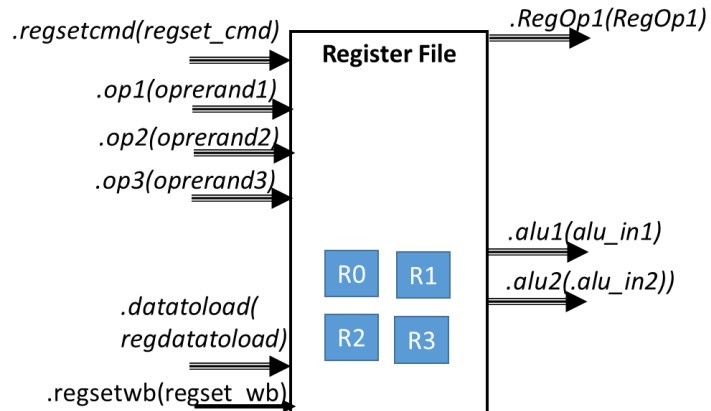 .regsetcmd(regset_cmd)
.op1(oprerand1)
.op2(oprerand2)
.op3(oprerand3)
.datatoload(
regdatatoload)
.regsetwb(regset_wb)
Register File
R0 R1
R2 R3
.RegOp1(RegOp1)
.alu1(alu_in1)
.alu2(.alu_in2))